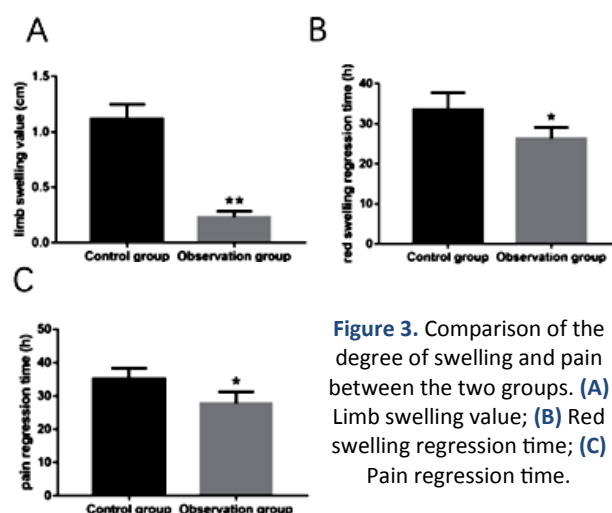 A
limb swelling value (cm)
1.5
1.0
0.5
0.0
**
Control group Observation group
B
red swelling regression time (h)
40
30
20
10
0
*
Control group Observation group
C
pain regression time (h)
50
40
30
20
10
0
*
Control group Observation group
Figure 3. Comparison of the
degree of swelling and pain
between the two groups. (A)
Limb swelling value; (B) Red
swelling regression time; (C)
Pain regression time.